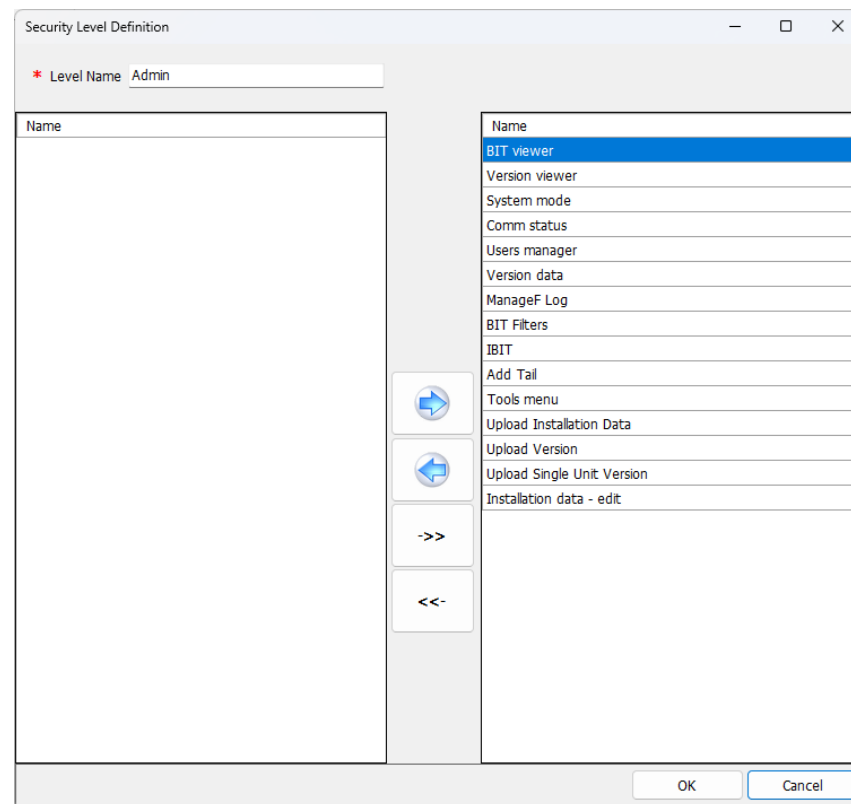 Security Level Definition
* Level Name Admin
Name
Name
BIT viewer
Version viewer
System mode
Comm status
Users manager
Version data
ManageF Log
BIT Filters
IBIT
Add Tail
Tools menu
Upload Installation Data
Upload Version
Upload Single Unit Version
Installation data - edit
->>
<<-
OK
Cancel